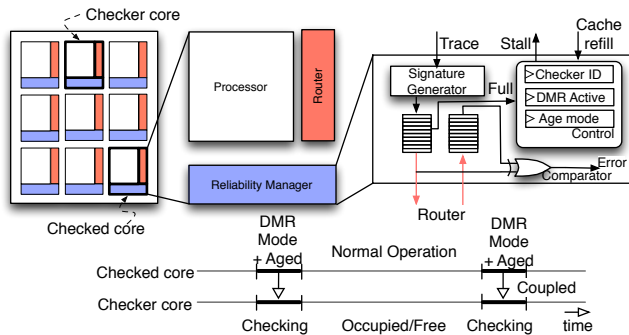 Checker core
Processor
Router
Reliability Manager
Checked core
Trace
Stall
Cache
refill
Signature
Generator
Full
Checker ID
DMR Active
Age mode
Control
Error
Comparator
Router
DMR
Mode
+ Aged
Normal Operation
DMR
Mode
+ Aged
Checked core
Coupled
Checker core
Checking
Occupied/Free
Checking
time